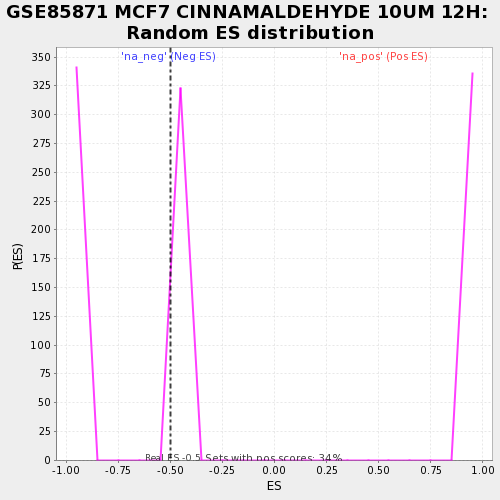 GSE85871 MCF7 CINNAMALDEHYDE 10UM 12H:
Random ES distribution
'na_neg' (Neg ES)
'na_pos' (Pos ES)
350
325
300
275
250
225
200
175
150
125
100
75
50
25
0
P(ES)
Real ES -0.5, Sets with pos scores: 34%
-1.00 -0.75 -0.50 -0.25 0.00 0.25 0.50 0.75 1.00
ES